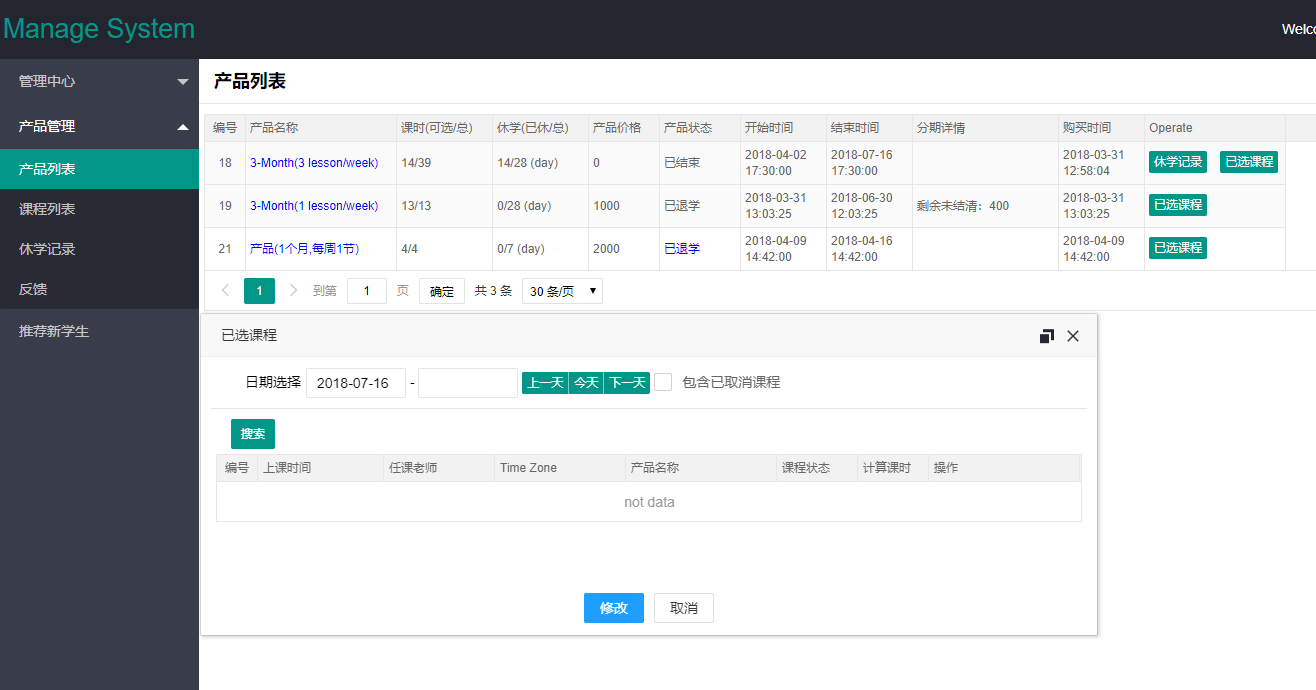 Manage System
Welco
管理中心
产品管理
产品列表
课程列表
休学记录
反馈
推荐新学生
产品列表
编号 产品名称 课时(可选/总) 休学(已休/总) 产品价格 产品状态 开始时间 结束时间 分期详情 购买时间 Operate
18 3-Month(3 lesson/week) 14/39 14/28 (day) 0 已结束 2018-04-02 17:30:00 2018-07-16 17:30:00 2018-03-31 12:58:04 休学记录 已选课程
19 3-Month(1 lesson/week) 13/13 0/28 (day) 1000 已退学 2018-03-31 13:03:25 2018-06-30 12:03:25 剩余未结清：400 2018-03-31 13:03:25 已选课程
21 产品(1个月,每周1节) 4/4 0/7 (day) 2000 已退学 2018-04-09 14:42:00 2018-04-16 14:42:00 2018-04-09 14:42:00 已选课程
1 到第 1 页 确定 共 3 条 30 条/页
已选课程
日期选择 2018-07-16 - 上一天 今天 下一天 包含已取消课程
搜索
编号 上课时间 任课老师 Time Zone 产品名称 课程状态 计算课时 操作
not data
修改 取消